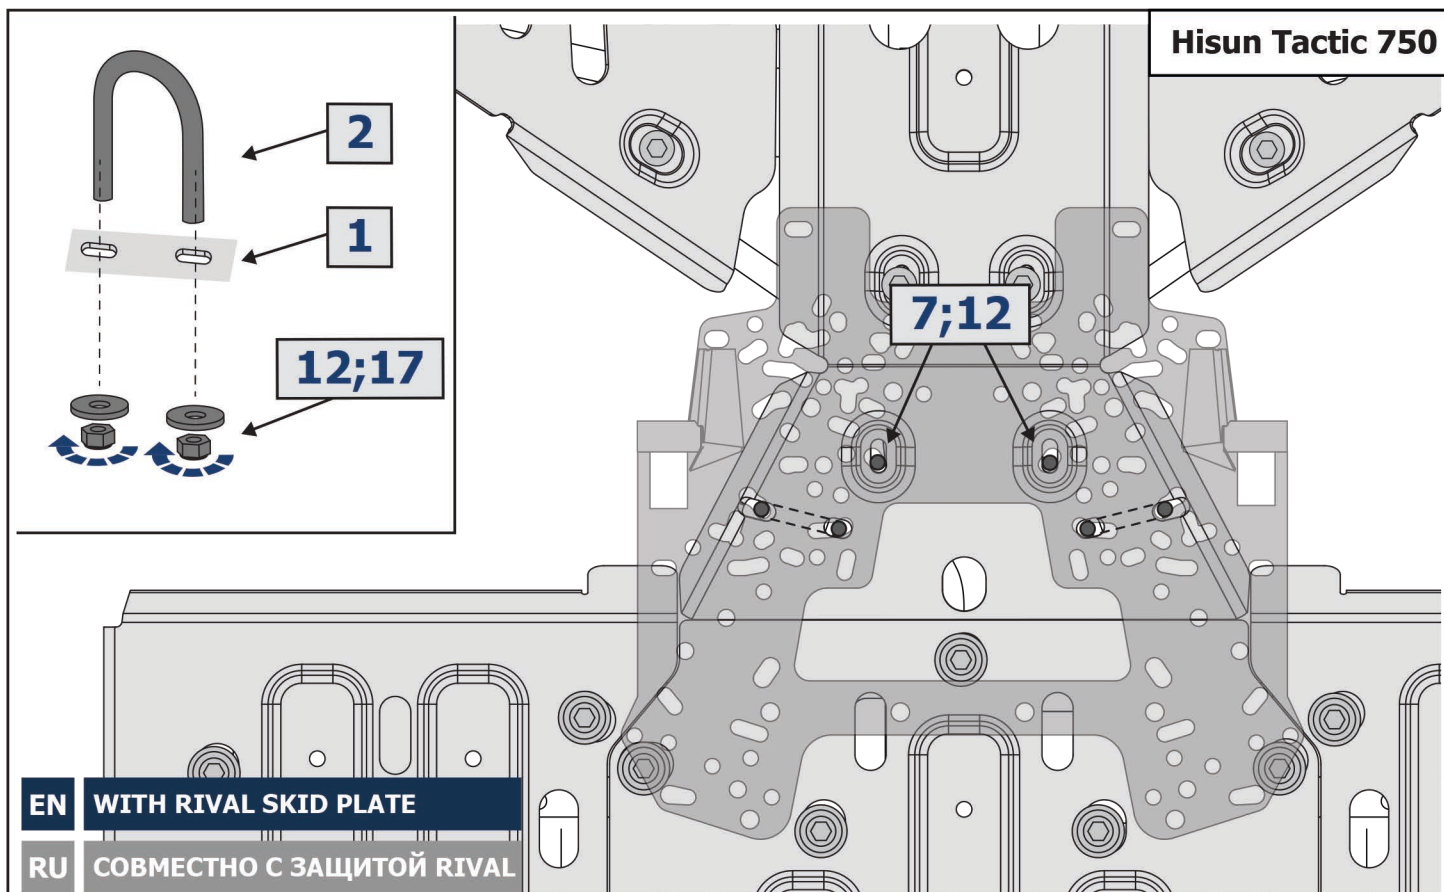 Hisun Tactic 750
2
1
12;17
7;12
EN WITH RIVAL SKID PLATE
RU СОВМЕСТНО С ЗАЩИТОЙ RIVAL